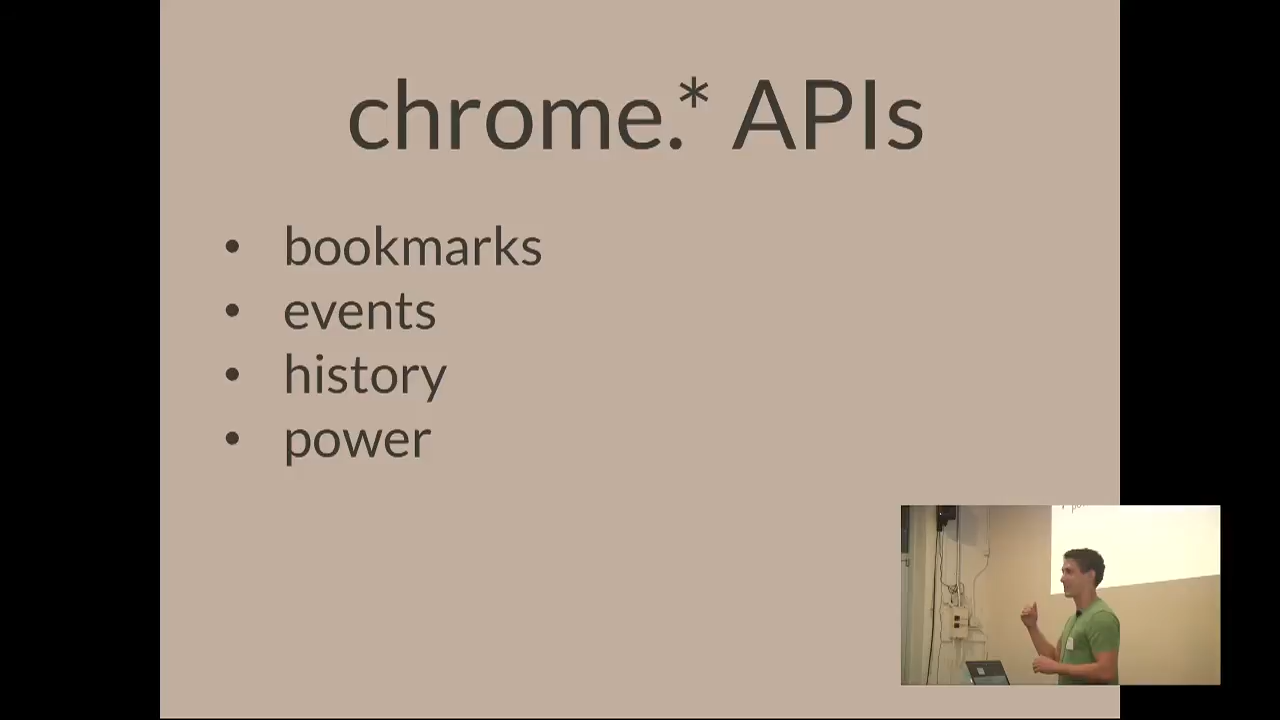 chrome.* APIs
• bookmarks
• events
• history
• power